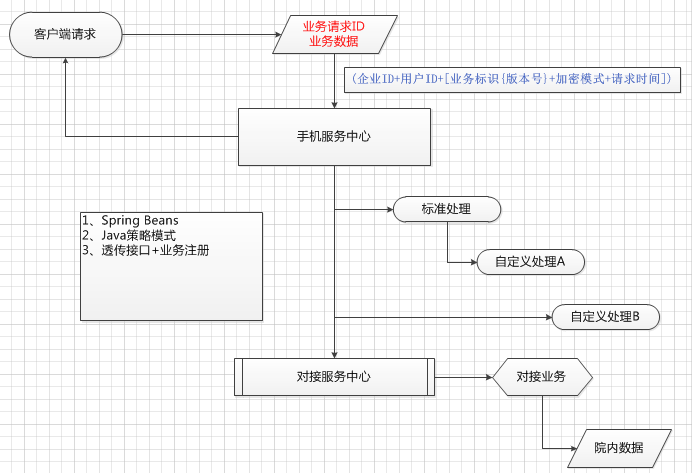 客户端请求
业务请求ID
业务数据
(企业ID+用户ID+[业务标识{版本号}+加密模式+请求时间])
手机服务中心
标准处理
1、Spring Beans
2、Java策略模式
3、透传接口+业务注册
自定义处理A
自定义处理B
对接服务中心
对接业务
院内数据